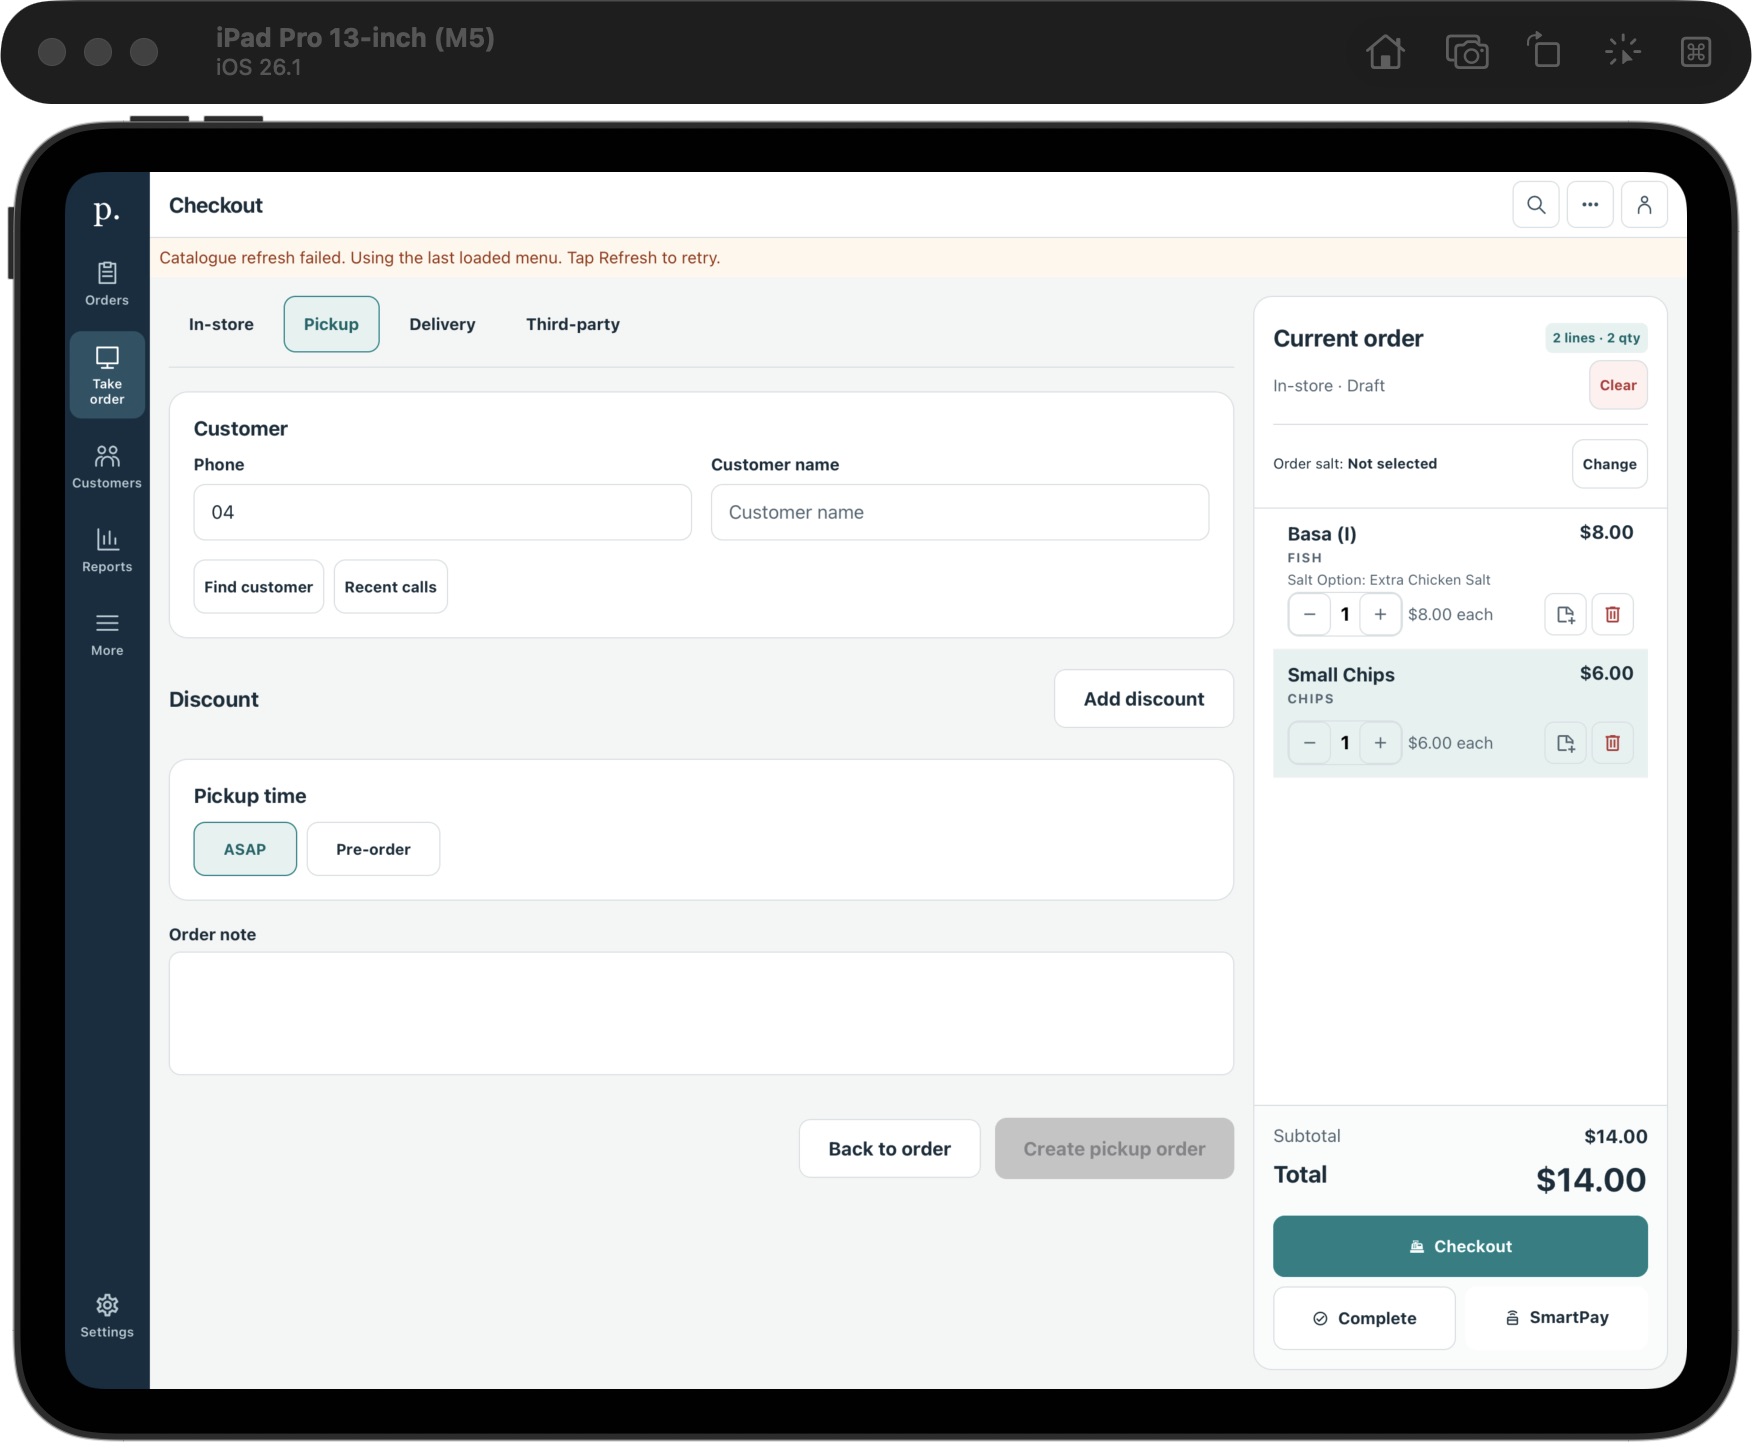 iPad Pro 13-inch (M5)
iOS 26.1
p.
Orders
Take
order
Customers
Reports
More
Settings
Checkout
Catalogue refresh failed. Using the last loaded menu. Tap Refresh to retry.
In-store
Pickup
Delivery
Third-party
Customer
Phone
Customer name
04
Customer name
Find customer
Recent calls
Discount
Add discount
Pickup time
ASAP
Pre-order
Order note
Back to order
Create pickup order
Current order
2 lines · 2 qty
In-store · Draft
Clear
Order salt: Not selected
Change
Basa (I)
$8.00
FISH
Salt Option: Extra Chicken Salt
− 1 + $8.00 each
Small Chips
$6.00
CHIPS
− 1 + $6.00 each
Subtotal
$14.00
Total
$14.00
Checkout
Complete
SmartPay